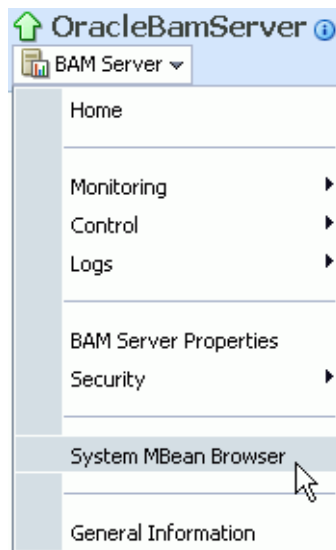 OracleBamServer
BAM Server
Home
Monitoring
Control
Logs
BAM Server Properties
Security
System MBean Browser
General Information